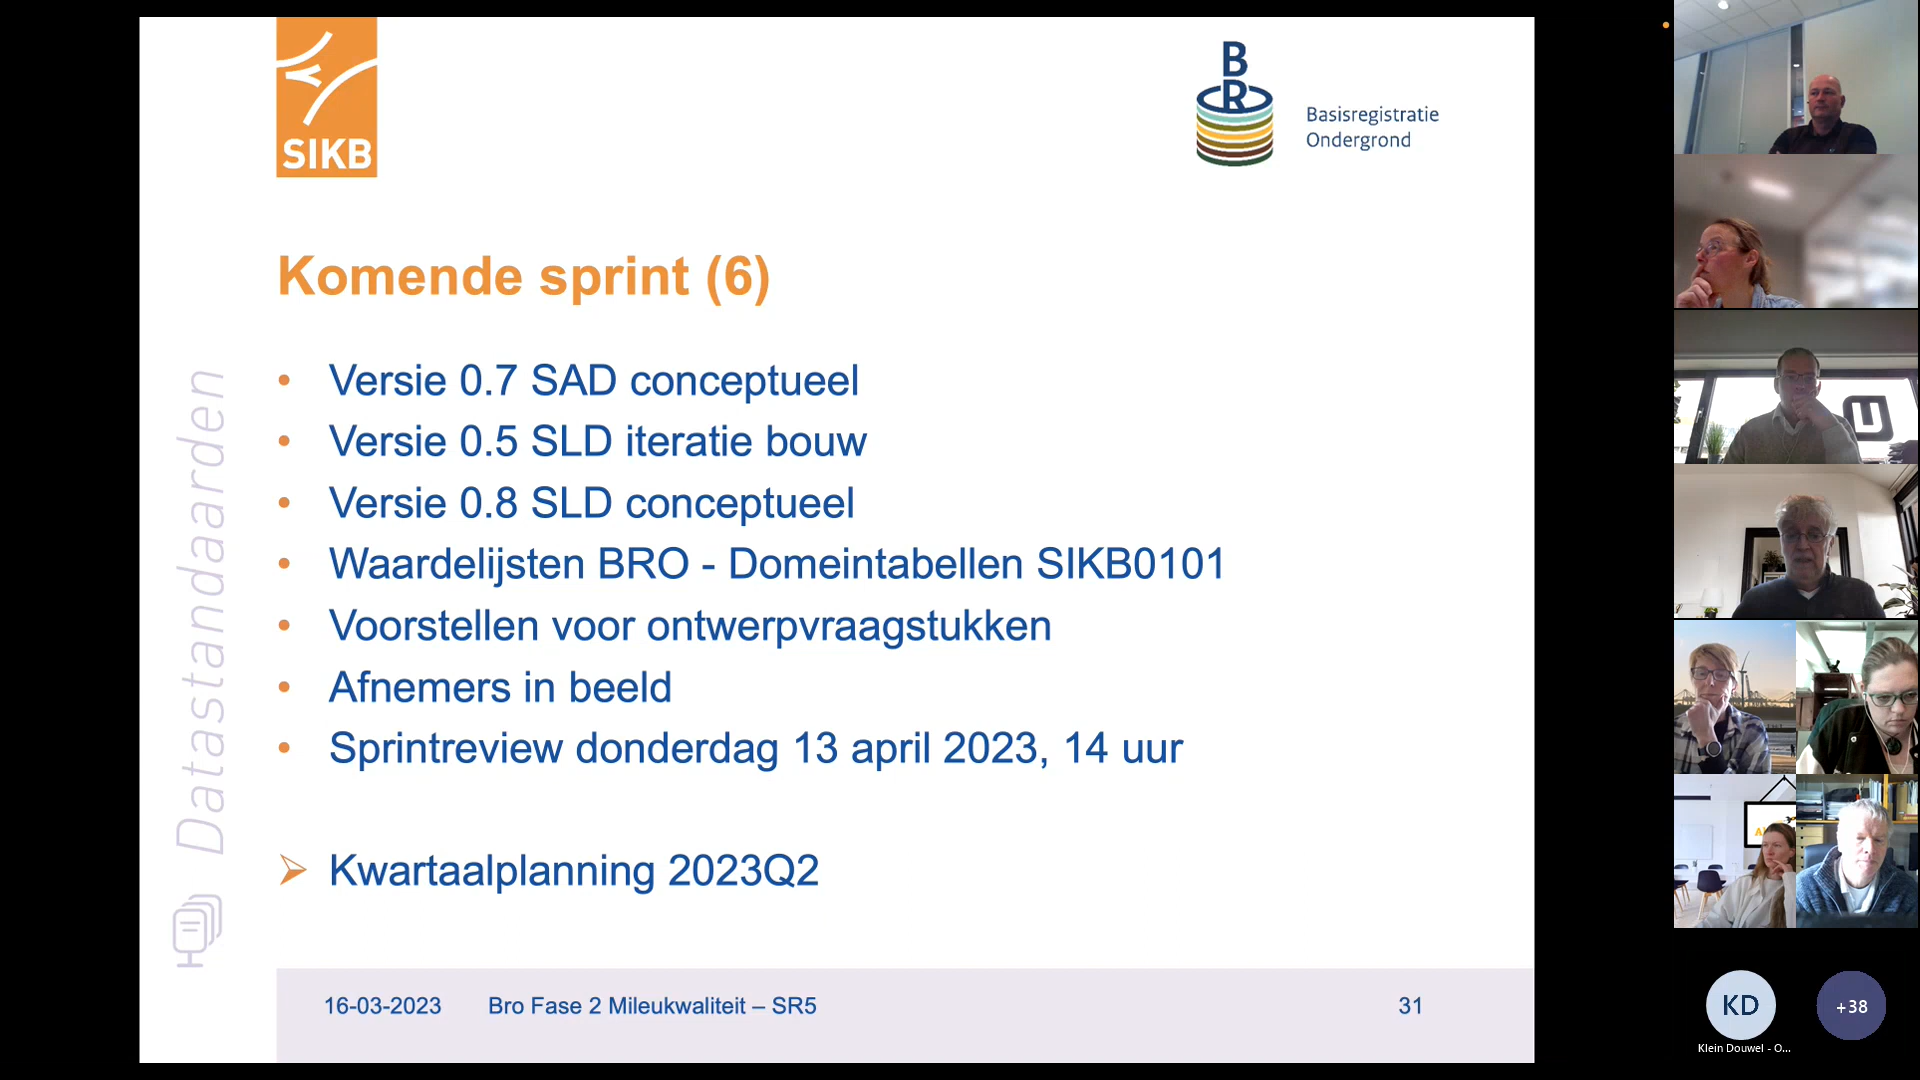 SIKB
B
R
Basisregistratie
Ondergrond
Komende sprint (6)
• Versie 0.7 SAD conceptueel
• Versie 0.5 SLD iteratie bouw
• Versie 0.8 SLD conceptueel
• Waardelijsten BRO - Domeintabellen SIKB0101
• Voorstellen voor ontwerpvraagstukken
• Afnemers in beeld
• Sprintreview donderdag 13 april 2023, 14 uur
➢ Kwartaalplanning 2023Q2
Datastandaarden
16-03-2023 Bro Fase 2 Mileukwaliteit – SR5 31
KD
+38
Klein Douwel - O...